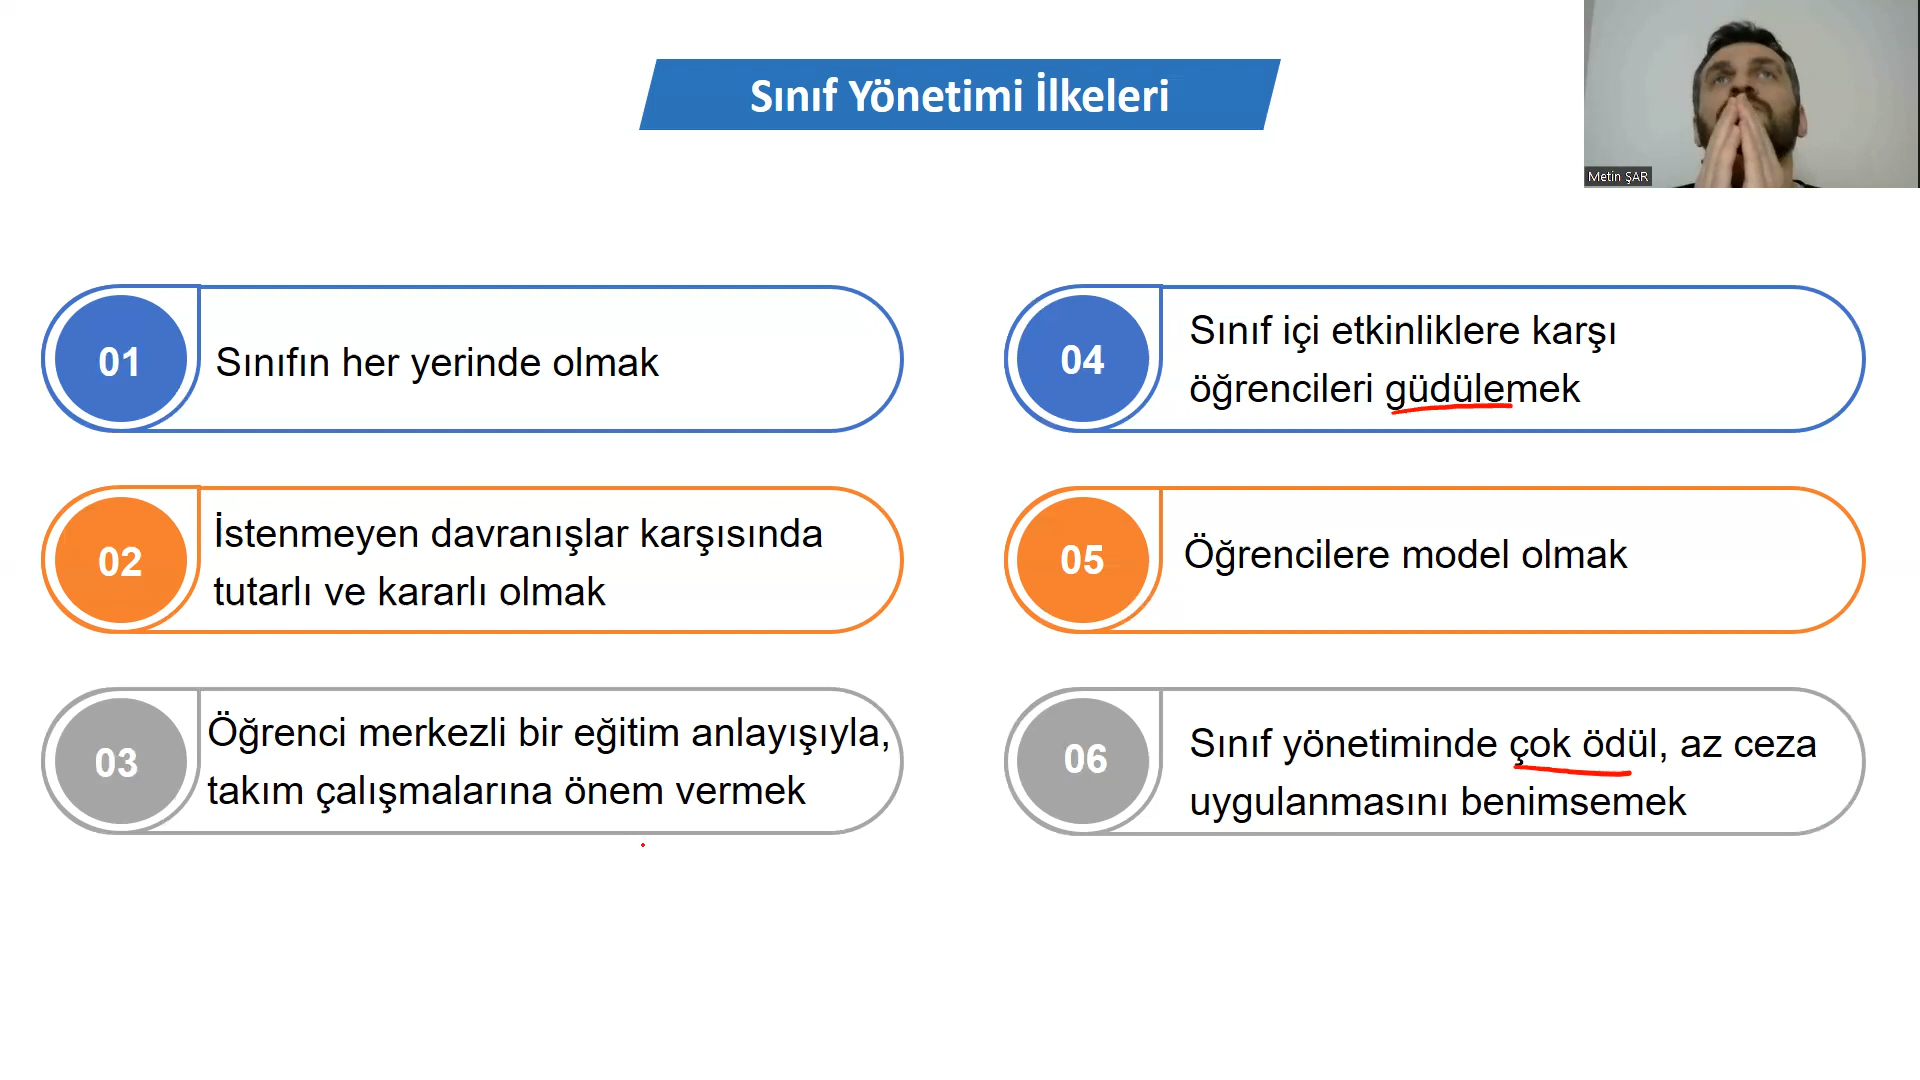 Sınıf Yönetimi İlkeleri
Metin ŞAR
01
Sınıfın her yerinde olmak
02
İstenmeyen davranışlar karşısında
tutarlı ve kararlı olmak
03
Öğrenci merkezli bir eğitim anlayışıyla,
takım çalışmalarına önem vermek
04
Sınıf içi etkinliklere karşı
öğrencileri güdülemek
05
Öğrencilere model olmak
06
Sınıf yönetiminde çok ödül, az ceza
uygulanmasını benimsemek